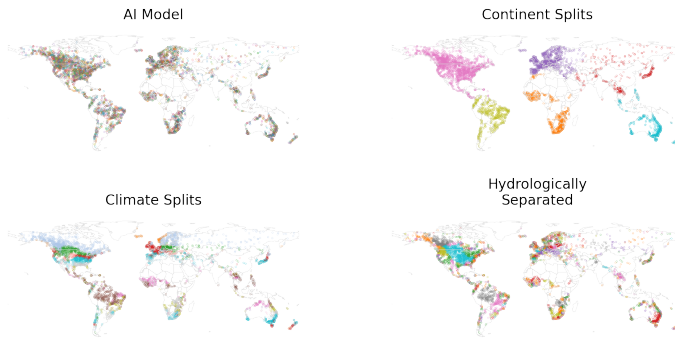 AI Model
Continent Splits
Climate Splits
Hydrologically
Separated